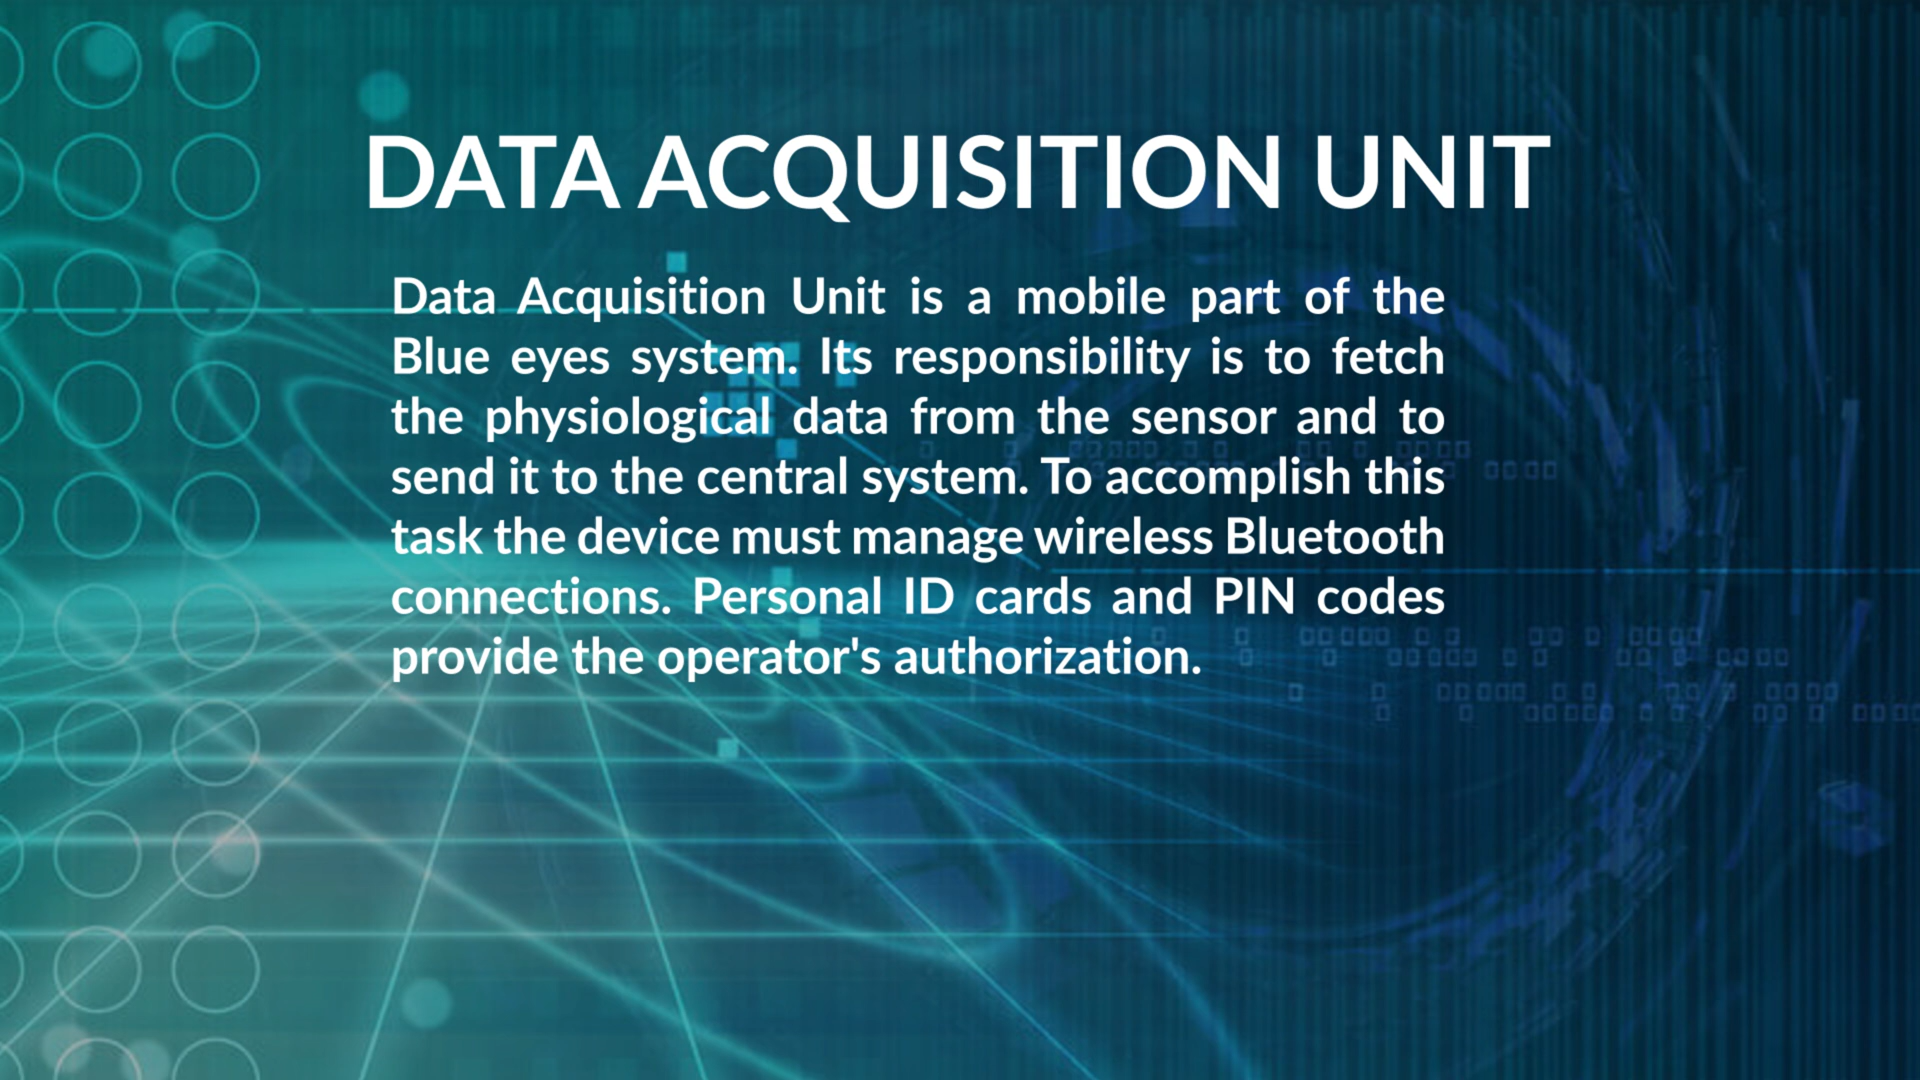 DATA ACQUISITION UNIT
Data Acquisition Unit is a mobile part of the
Blue eyes system. Its responsibility is to fetch
the physiological data from the sensor and to
send it to the central system. To accomplish this
task the device must manage wireless Bluetooth
connections. Personal ID cards and PIN codes
provide the operator's authorization.